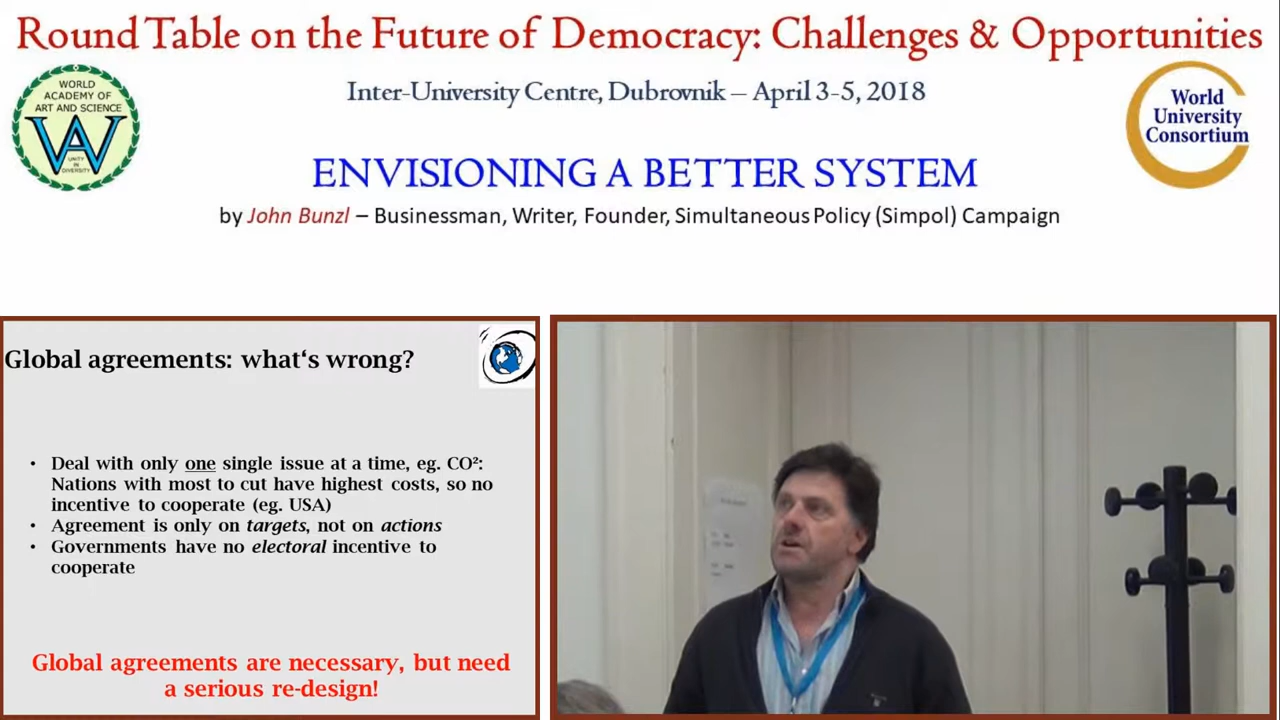 Round Table on the Future of Democracy: Challenges & Opportunities
WORLD
ACADEMY OF
ART AND SCIENCE
UNITY
IN
DIVERSITY
Inter-University Centre, Dubrovnik – April 3-5, 2018
World
University
Consortium
ENVISIONING A BETTER SYSTEM
by John Bunzl – Businessman, Writer, Founder, Simultaneous Policy (Simpol) Campaign
Global agreements: what‘s wrong?
• Deal with only one single issue at a time, eg. CO²:
Nations with most to cut have highest costs, so no
incentive to cooperate (eg. USA)
• Agreement is only on targets, not on actions
• Governments have no electoral incentive to
cooperate
Global agreements are necessary, but need
a serious re-design!